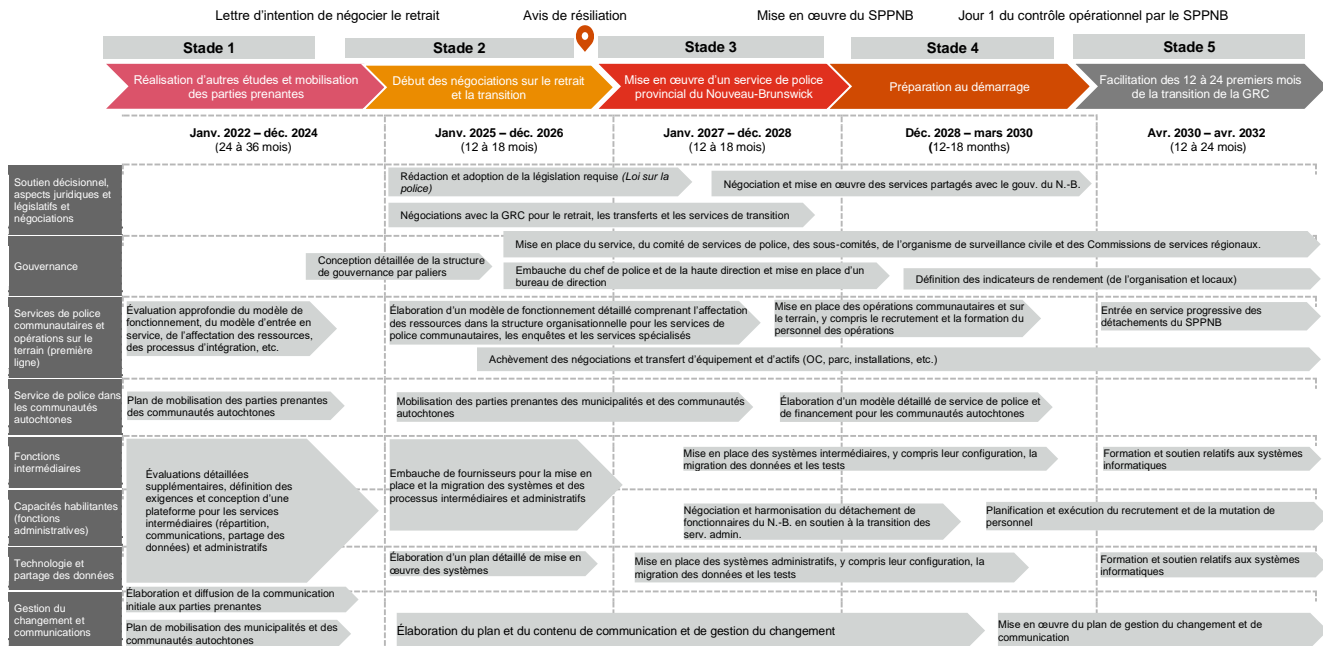 Lettre d'intention de négocier le retrait
Avis de résiliation
Mise en œuvre du SPPNB
Jour 1 du contrôle opérationnel par le SPPNB
Stade 1
Stade 2
Stade 3
Stade 4
Stade 5
Réalisation d'autres études et mobilisation
des parties prenantes
Début des négociations sur le retrait
et la transition
Mise en œuvre d'un service de police
provincial du Nouveau-Brunswick
Préparation au démarrage
Facilitation des 12 à 24 premiers mois
de la transition de la GRC
Janv. 2022 – déc. 2024
(24 à 36 mois)
Janv. 2025 – déc. 2026
(12 à 18 mois)
Janv. 2027 – déc. 2028
(12 à 18 mois)
Déc. 2028 – mars 2030
(12-18 months)
Avr. 2030 – avr. 2032
(12 à 24 mois)
Soutien décisionnel,
aspects juridiques et
législatifs et
négociations
Rédaction et adoption de la législation requise (Loi sur la
police)
Négociation et mise en œuvre des services partagés avec le gouv. du N.-B.
Négociations avec la GRC pour le retrait, les transferts et les services de transition
Gouvernance
Conception détaillée de la structure
de gouvernance par paliers
Mise en place du service, du comité de services de police, des sous-comités, de l'organisme de surveillance civile et des Commissions de services régionaux.
Embauche du chef de police et de la haute direction et mise en place d'un
bureau de direction
Définition des indicateurs de rendement (de l'organisation et locaux)
Services de police
communautaires et
opérations sur le
terrain (première
ligne)
Évaluation approfondie du modèle de
fonctionnement, du modèle d'entrée en
service, de l'affectation des ressources,
des processus d'intégration, etc.
Élaboration d'un modèle de fonctionnement détaillé comprenant l'affectation
des ressources dans la structure organisationnelle pour les services de
police communautaires, les enquêtes et les services spécialisés
Mise en place des opérations communautaires et sur
le terrain, y compris le recrutement et la formation du
personnel des opérations
Entrée en service progressive des
détachements du SPPNB
Achèvement des négociations et transfert d'équipement et d'actifs (OC, parc, installations, etc.)
Service de police dans
les communautés
autochtones
Plan de mobilisation des parties prenantes
des communautés autochtones
Mobilisation des parties prenantes des municipalités et des communautés
autochtones
Élaboration d'un modèle détaillé de service de police et
de financement pour les communautés autochtones
Fonctions
intermédiaires
Évaluations détaillées
supplémentaires, définition des
exigences et conception d'une
plateforme pour les services
intermédiaires (répartition,
communications, partage des
données) et administratifs
Embauche de fournisseurs pour la mise en
place et la migration des systèmes et des
processus intermédiaires et administratifs
Mise en place des systèmes intermédiaires, y compris leur configuration, la
migration des données et les tests
Formation et soutien relatifs aux systèmes
informatiques
Capacités habilitantes
(fonctions
administratives)
Négociation et harmonisation du détachement de
fonctionnaires du N.-B. en soutien à la transition des
serv. admin.
Planification et exécution du recrutement et de la mutation de
personnel
Technologie et
partage des données
Élaboration d'un plan détaillé de mise en
œuvre des systèmes
Mise en place des systèmes administratifs, y compris leur configuration, la
migration des données et les tests
Formation et soutien relatifs aux systèmes
informatiques
Gestion du
changement et
communications
Élaboration et diffusion de la communication
initiale aux parties prenantes
Plan de mobilisation des municipalités et des
communautés autochtones
Élaboration du plan et du contenu de communication et de gestion du changement
Mise en œuvre du plan de gestion du changement et de
communication